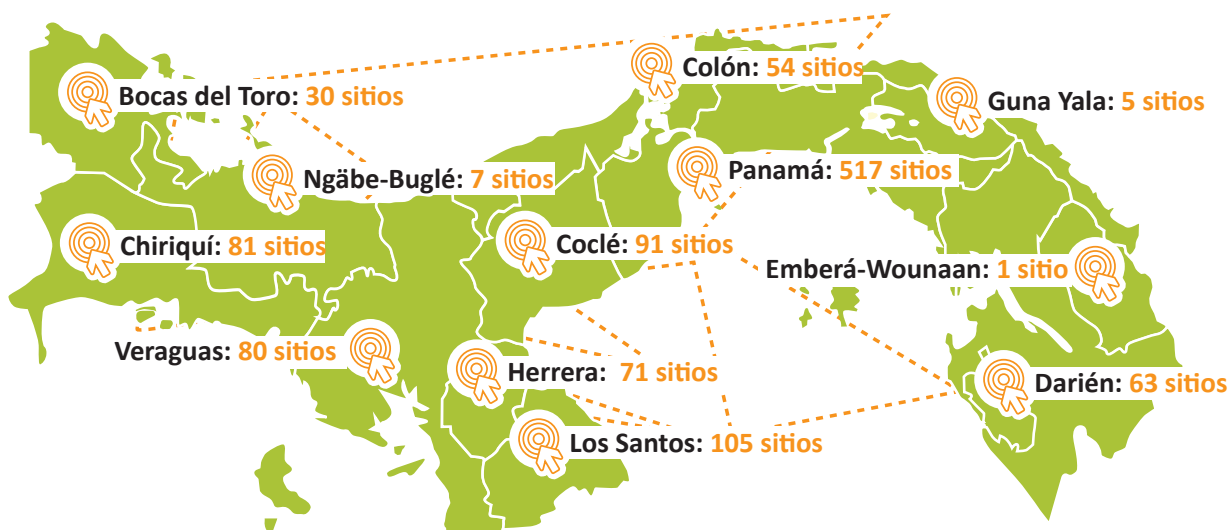 Colón: 54 sitios
Bocas del Toro: 30 sitios
Guna Yala: 5 sitios
Ngäbe-Buglé: 7 sitios
Panamá: 517 sitios
Chiriquí: 81 sitios
Coclé: 91 sitios
Emberá-Wounaan: 1 sitio
Veraguas: 80 sitios
Herrera: 71 sitios
Darién: 63 sitios
Los Santos: 105 sitios